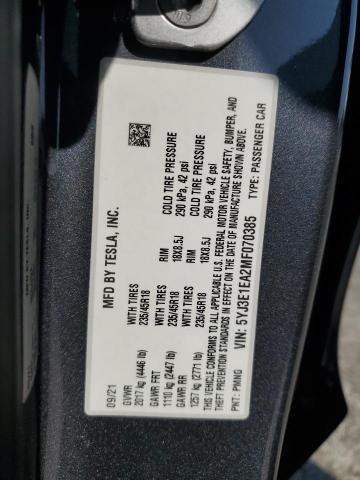 MFD BY TESLA, INC.
09/21
GVWR
2017 kg (4446 lb)
GAWR FRT WITH TIRES RIM COLD TIRE PRESSURE
1110 kg (2447 lb) 235/45R18 18X8.5J 290 kPa, 42 psi
GAWR RR WITH TIRES RIM COLD TIRE PRESSURE
1257 kg (2771 lb) 235/45R18 18X8.5J 290 kPa, 42 psi
THIS VEHICLE CONFORMS TO ALL APPLICABLE U.S. FEDERAL MOTOR VEHICLE SAFETY, BUMPER, AND
THEFT PREVENTION STANDARDS IN EFFECT ON THE DATE OF MANUFACTURE SHOWN ABOVE.
VIN: 5YJ3E1EA2MF070385 TYPE: PASSENGER CAR
PNT: PMNG